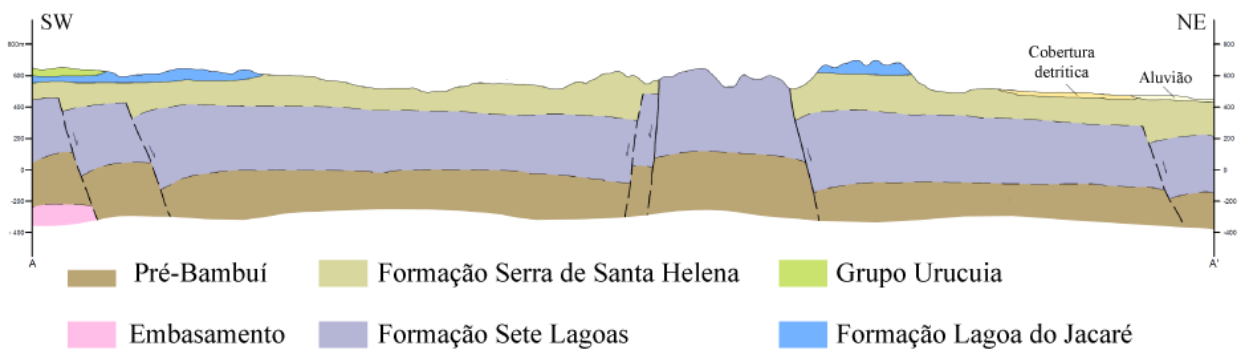 SW
NE
800m
600
400
200
0
-200
-400
A
800
600
400
200
0
-200
-400
A'
Cobertura
detrítica
Aluvião
Pré-Bambuí
Formação Serra de Santa Helena
Grupo Urucuia
Embasamento
Formação Sete Lagoas
Formação Lagoa do Jacaré